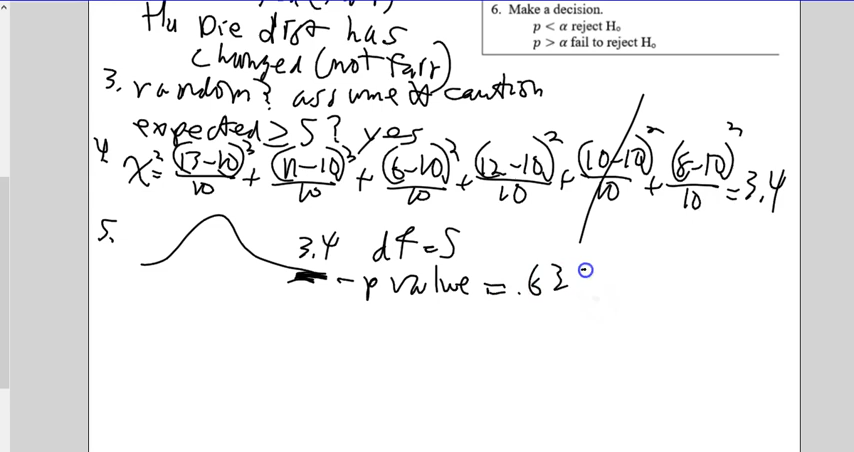 6. Make a decision.
p < α reject H₀
p > α fail to reject H₀
Die dist has
changed (not fair)
3. random? assume & caution
expected ≥ 5? yes
4. χ² = (13-10)²/10 + (11-10)²/10 + (6-10)²/10 + (12-10)²/10 + (10-10)²/10 + (8-10)²/10 = 3.4
5.
3.4 df = 5
- p value = .63